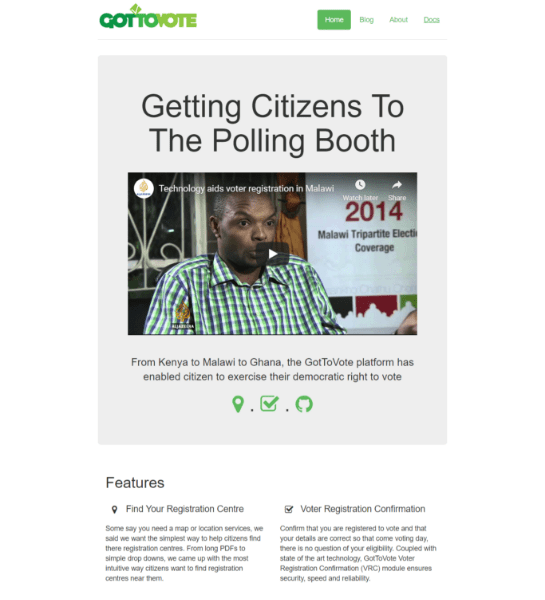 GOTTOVOTE
Home Blog About Docs
Getting Citizens To
The Polling Booth
Technology aids voter registration in Malawi
Watch later Share
2014
Malawi Tripartite Electi
Coverage
ALJAZEERA
From Kenya to Malawi to Ghana, the GotToVote platform has
enabled citizen to exercise their democratic right to vote
Features
Find Your Registration Centre
Some say you need a map or location services, we
said we want the simplest way to help citizens find
there registration centres. From long PDFs to
simple drop downs, we came up with the most
intuitive way citizens want to find registration
centres near them.
Voter Registration Confirmation
Confirm that you are registered to vote and that
your details are correct so that come voting day,
there is no question of your eligibility. Coupled with
state of the art technology, GotToVote Voter
Registration Confirmation (VRC) module ensures
security, speed and reliability.